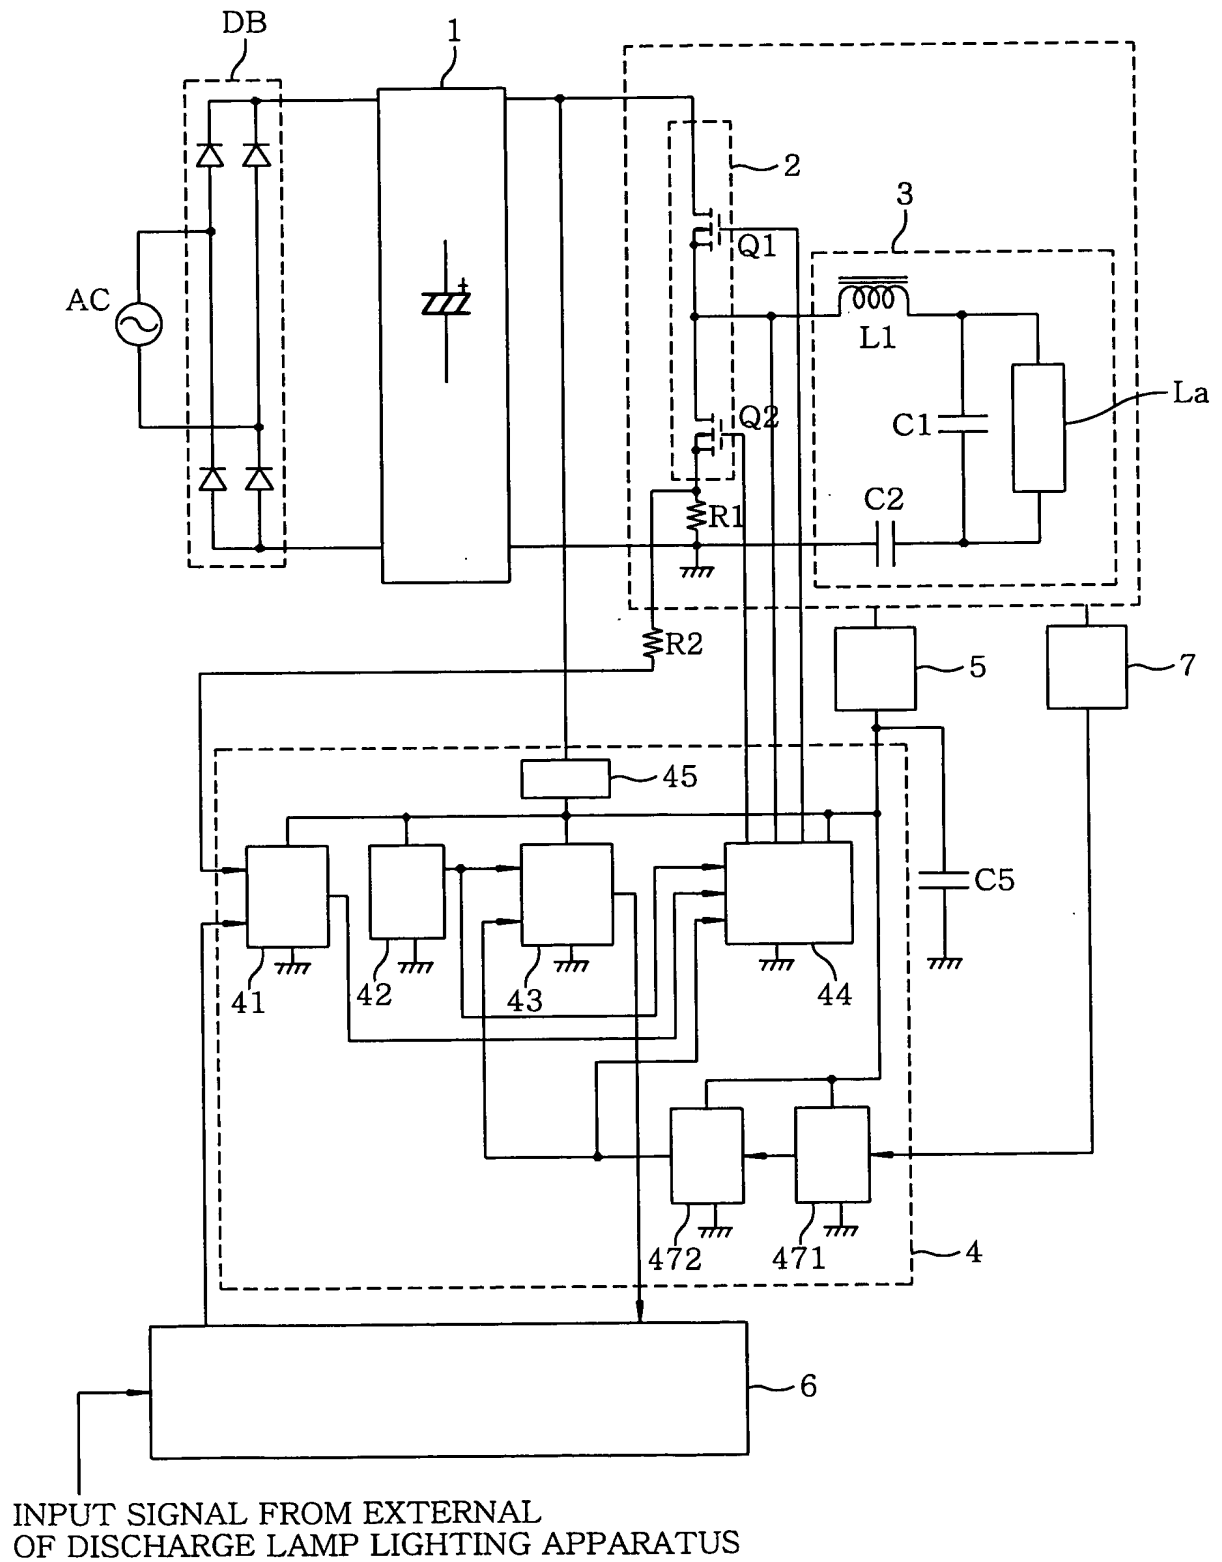 DB
1
2
3
Q1
AC
L1
La
Q2
C1
C2
R1
R2
5
7
45
C5
41
42
43
44
472
471
4
6
INPUT SIGNAL FROM EXTERNAL
OF DISCHARGE LAMP LIGHTING APPARATUS